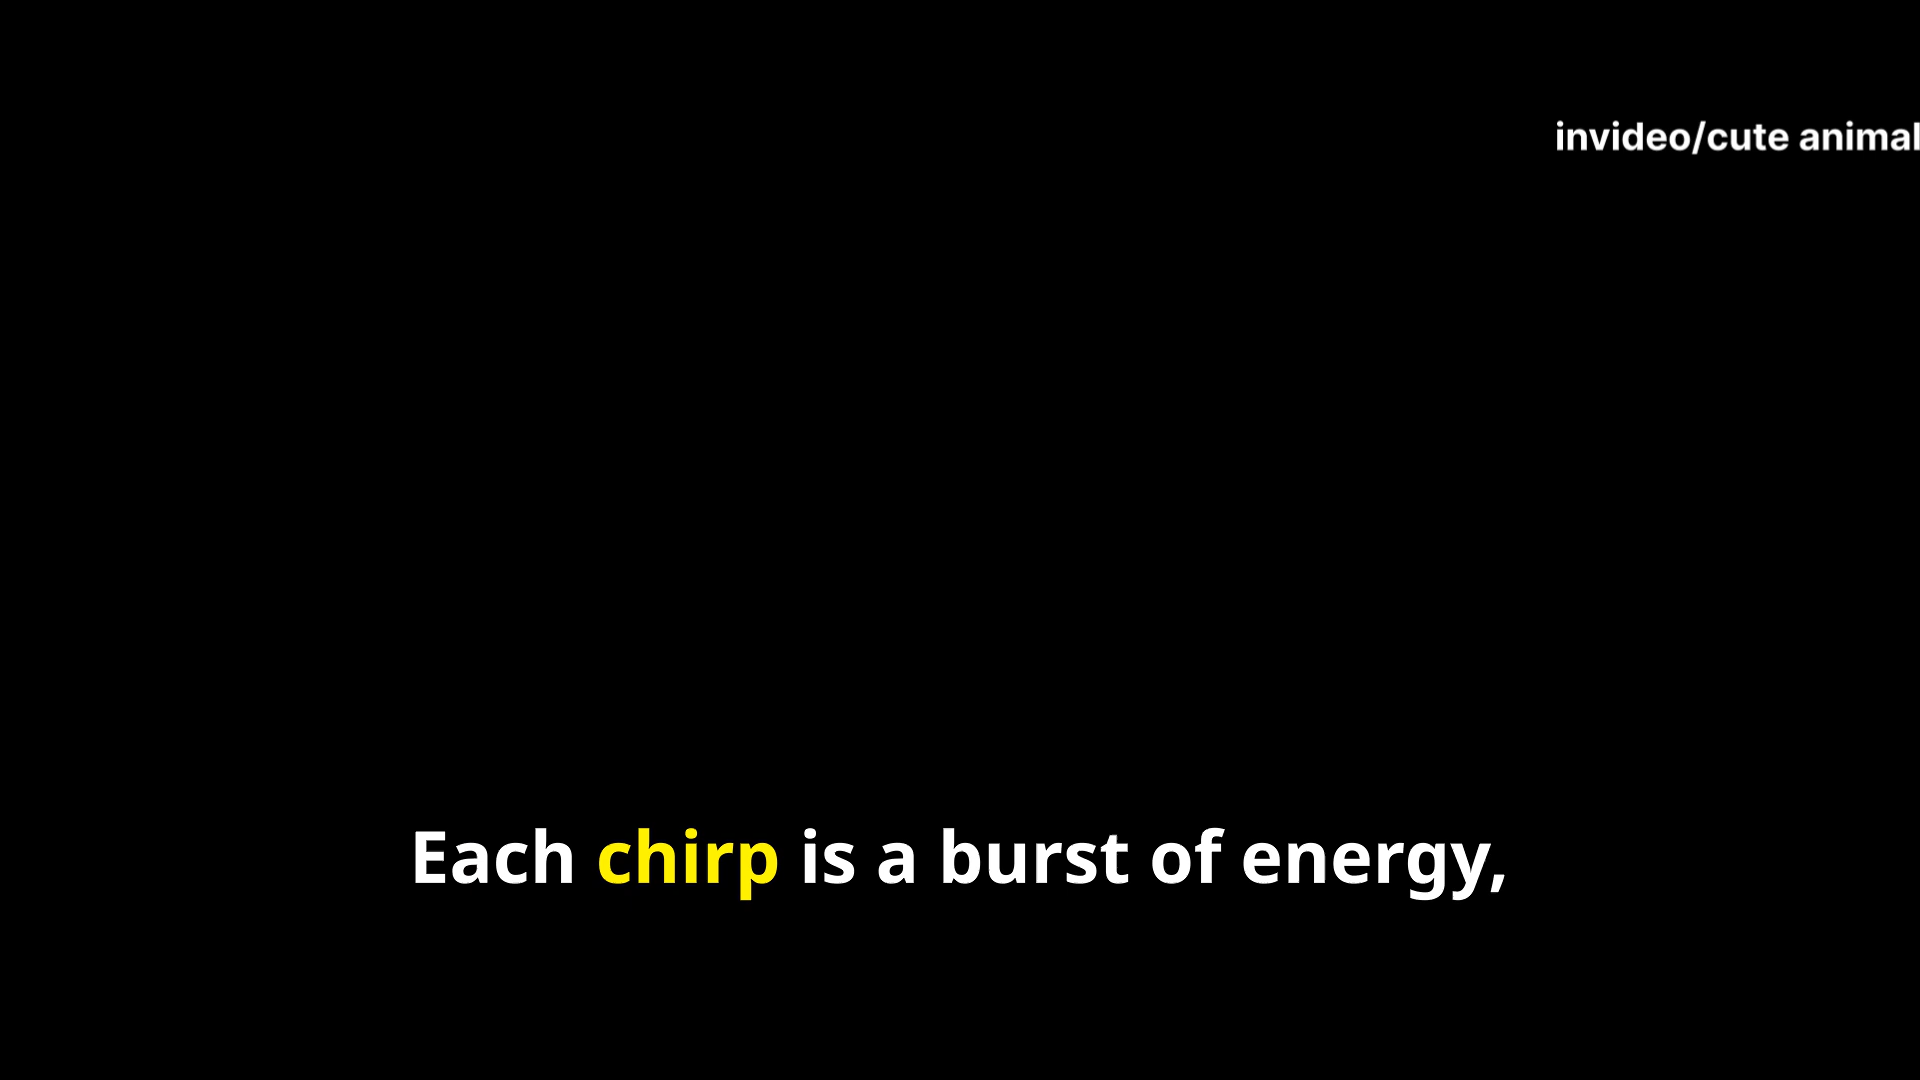 invideo/cute animal
Each chirp is a burst of energy,